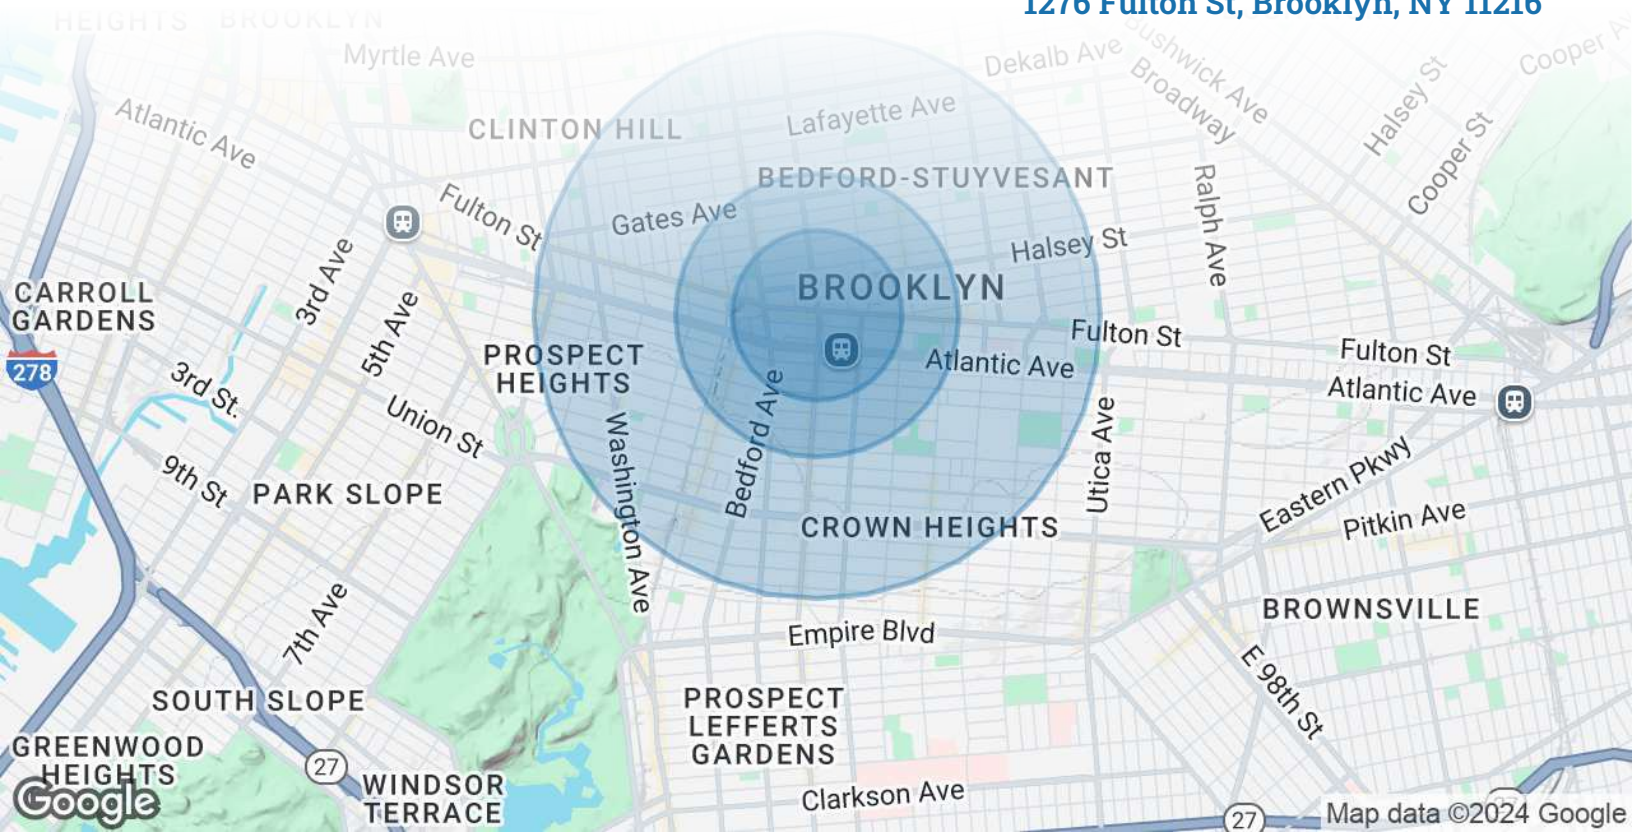 1276 Fulton St, Brooklyn, NY 11216
HEIGHTS
BROOKLYN
Myrtle Ave
Dekalb Ave
Bushwick Ave
Broadway
Halsey St
Cooper
Cooper St
Atlantic Ave
CLINTON HILL
Lafayette Ave
BEDFORD-STUYVESANT
Ralph Ave
Fulton St
Gates Ave
Halsey St
BROOKLYN
CARROLL
GARDENS
3rd Ave
5th Ave
278
3rd St.
PROSPECT
HEIGHTS
Fulton St
Atlantic Ave
Fulton St
Atlantic Ave
Union St
Washington Ave
Bedford Ave
Utica Ave
Eastern Pkwy
Pitkin Ave
9th St
PARK SLOPE
CROWN HEIGHTS
7th Ave
Empire Blvd
BROWNSVILLE
E 98th St
SOUTH SLOPE
PROSPECT
LEFFERTS
GARDENS
GREENWOOD
HEIGHTS
27
WINDSOR
TERRACE
Clarkson Ave
27
Google
Map data ©2024 Google